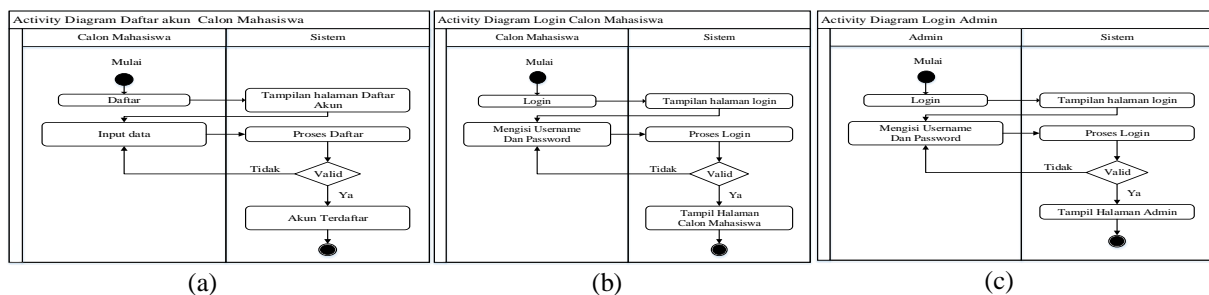 Activity Diagram Daftar akun Calon Mahasiswa
Calon Mahasiswa
Sistem
Mulai
Daftar
Tampilan halaman Daftar
Akun
Input data
Proses Daftar
Tidak
Valid
Ya
Akun Terdaftar
(a)
Activity Diagram Login Calon Mahasiswa
Calon Mahasiswa
Sistem
Mulai
Login
Tampilan halaman login
Mengisi Username
Dan Password
Proses Login
Tidak
Valid
Ya
Tampil Halaman
Calon Mahasiswa
(b)
Activity Diagram Login Admin
Admin
Sistem
Mulai
Login
Tampilan halaman login
Mengisi Username
Dan Password
Proses Login
Tidak
Valid
Ya
Tampil Halaman Admin
(c)